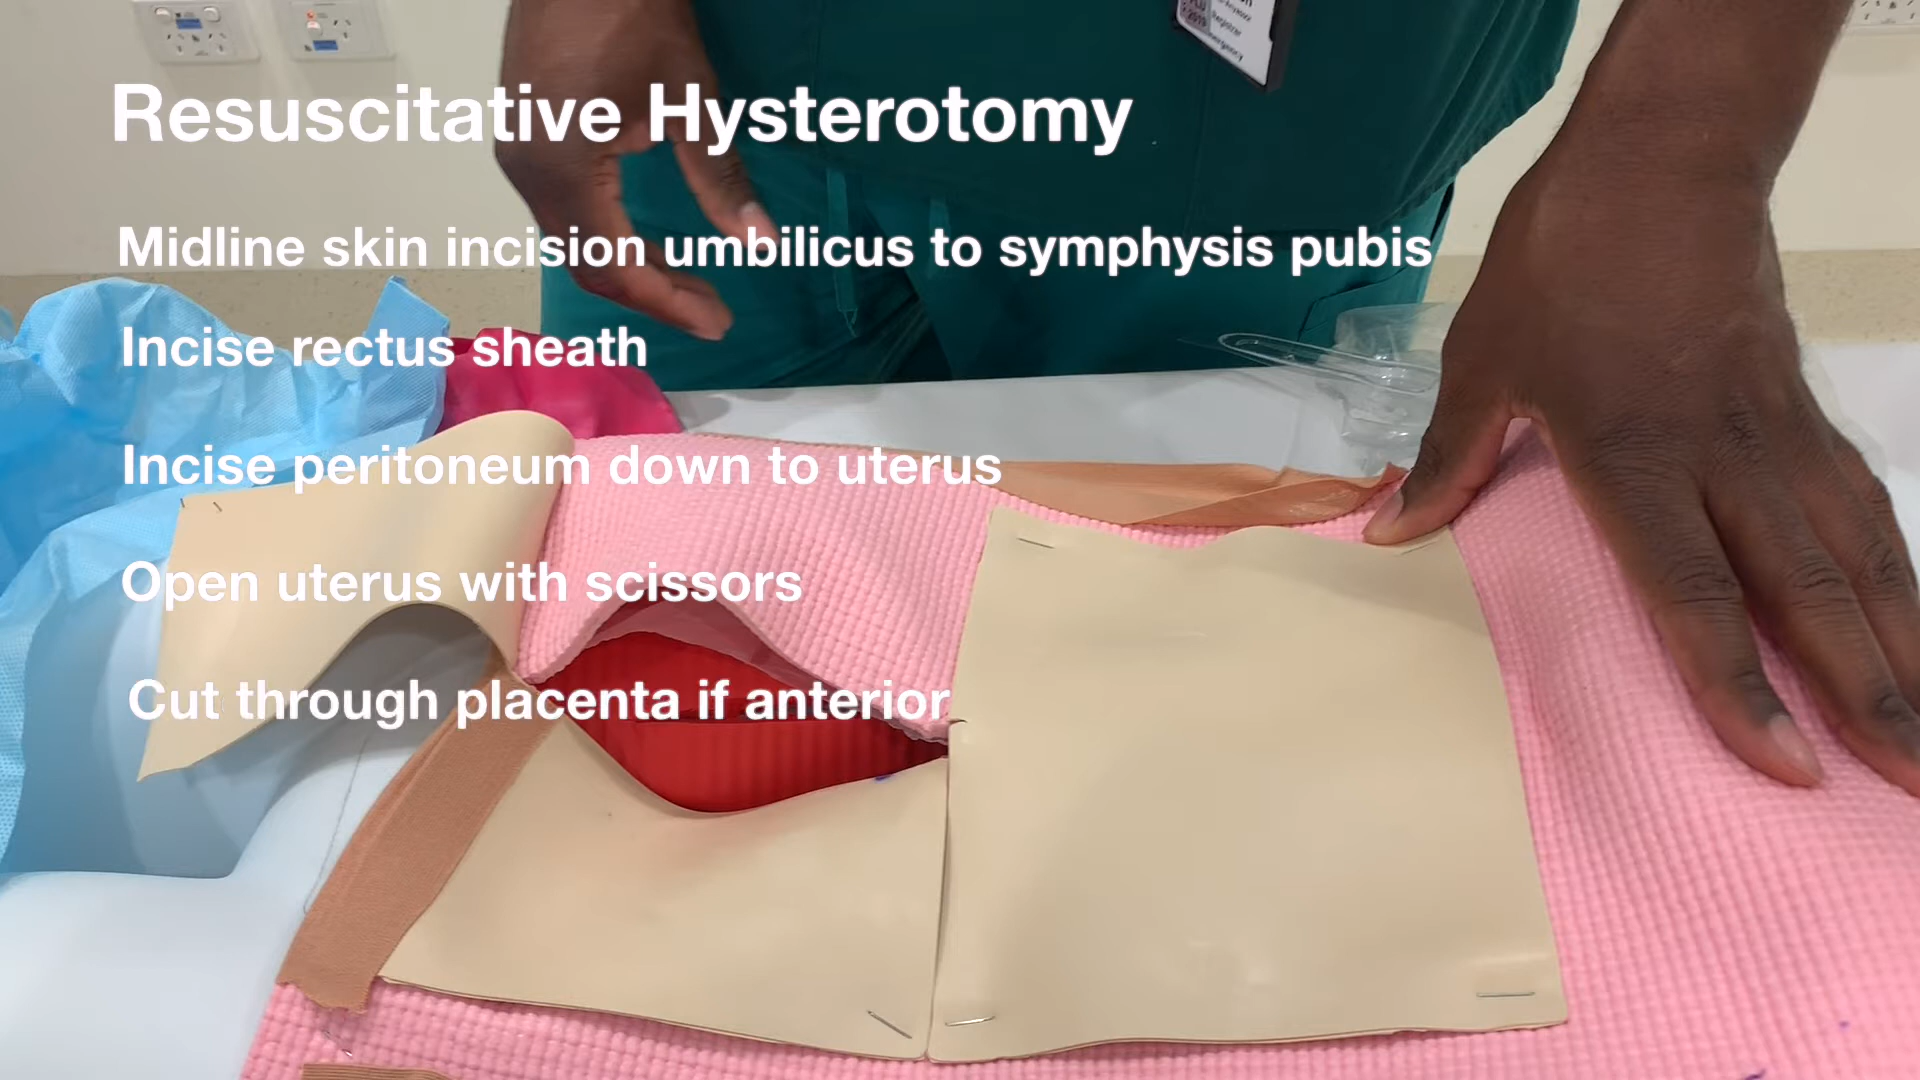 Resuscitative Hysterotomy
Midline skin incision umbilicus to symphysis pubis
Incise rectus sheath
Incise peritoneum down to uterus
Open uterus with scissors
Cut through placenta if anterior
Registrar